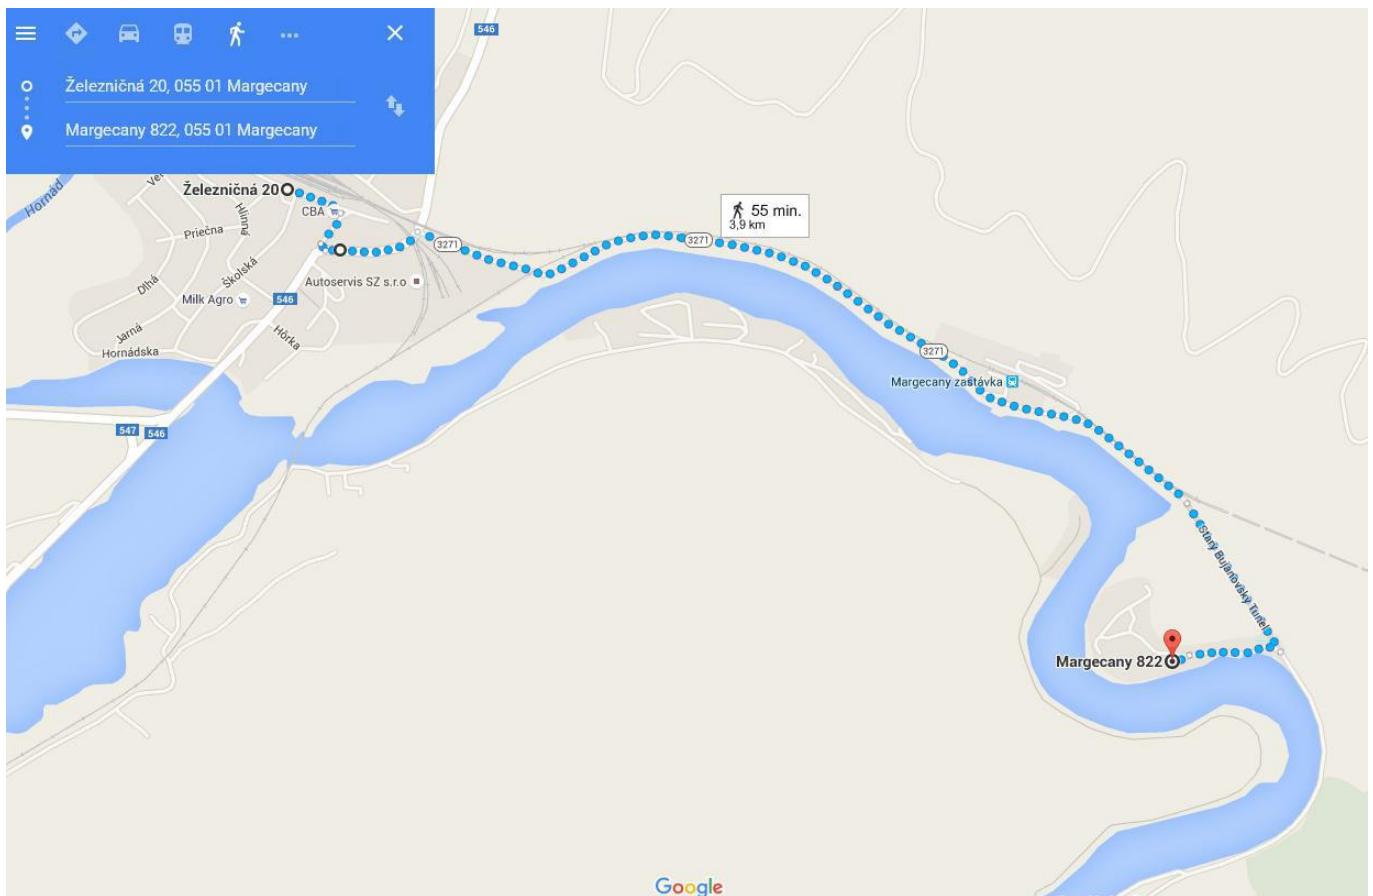 Železničná 20, 055 01 Margecany
Margecany 822, 055 01 Margecany
546
Hornád
Železničná 20
CBA
Hlinná
Priečna
3271
55 min.
3,9 km
3271
Školská
Dlhá
Autoservis SZ s.r.o
Milk Agro
546
Jarná
Hôrka
Hornádska
3271
Margecany zastávka
547
546
Starý Bujanovský Tunel
Margecany 822
Google